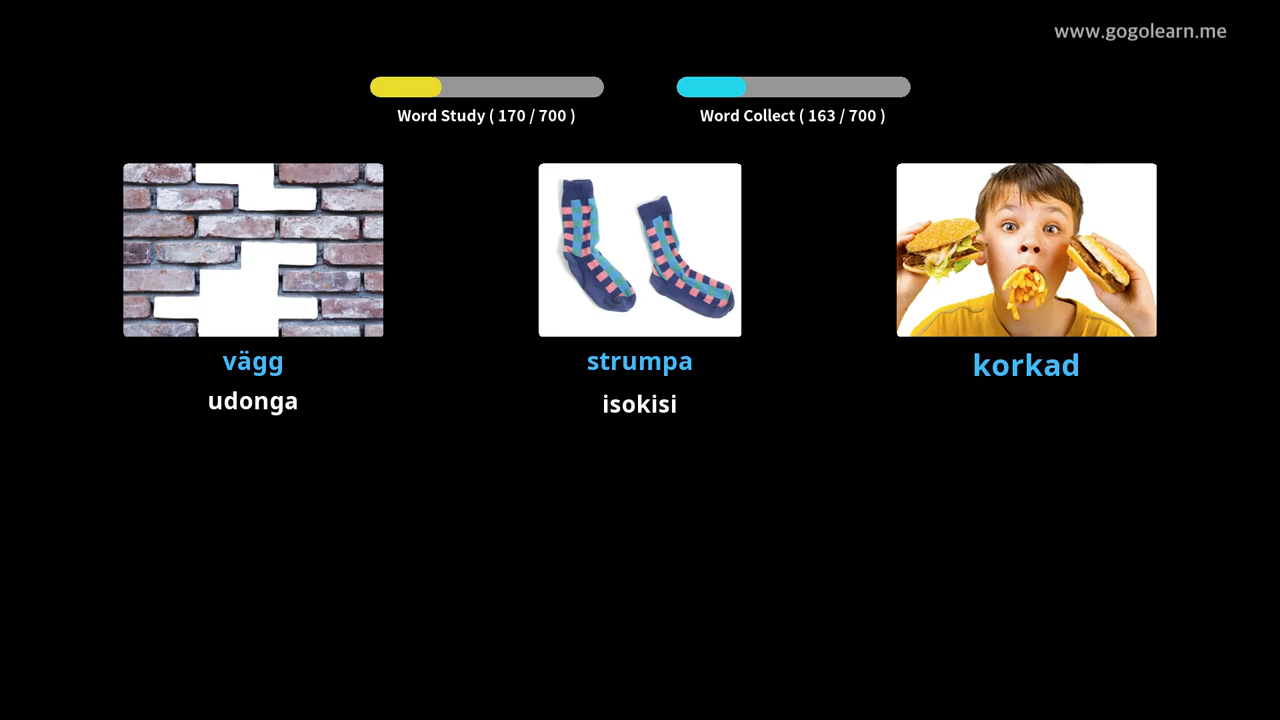 www.gogolearn.me
Word Study ( 170 / 700 )
Word Collect ( 163 / 700 )
vägg
strumpa
korkad
udonga
isokisi